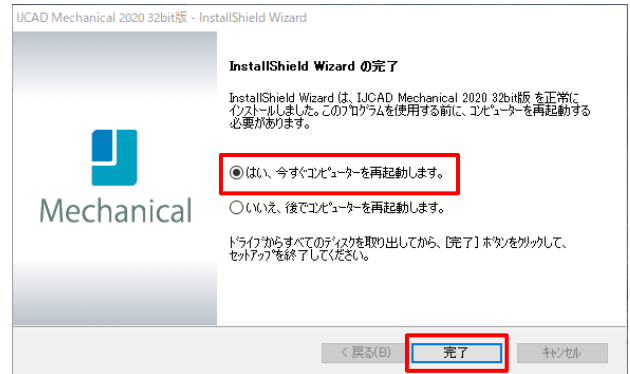 IJCAD Mechanical 2020 32bit版 - InstallShield Wizard
InstallShield Wizard の完了
InstallShield Wizard は、IJCAD Mechanical 2020 32bit版 を正常に
インストールしました。このプログラムを使用する前に、コンピューターを再起動する
必要があります。
はい、今すぐコンピューターを再起動します。
いいえ、後でコンピューターを再起動します。
Mechanical
ドライブからすべてのディスクを取り出してから、[完了] ボタンをクリックして、
セットアップを終了してください。
< 戻る(B)
完了
キャンセル